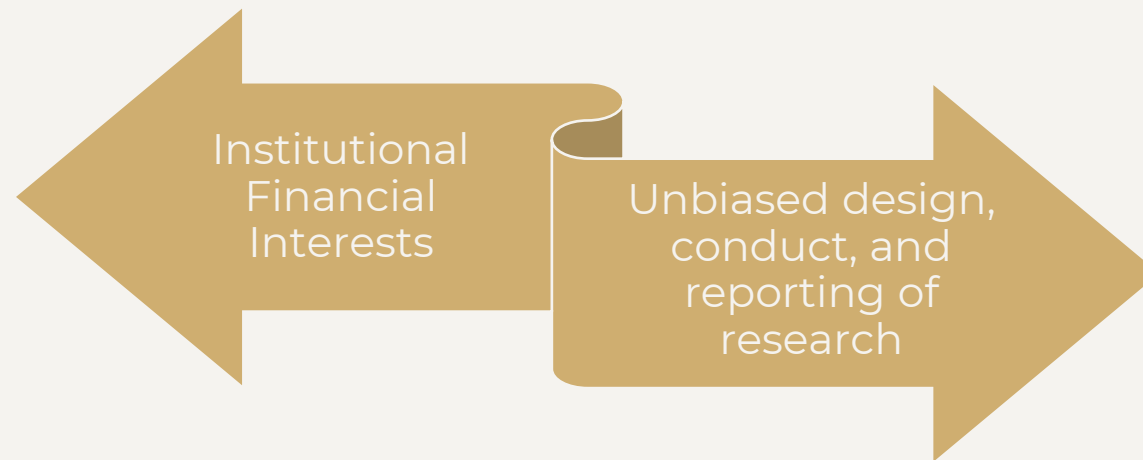 Institutional
Financial
Interests
Unbiased design,
conduct, and
reporting of
research